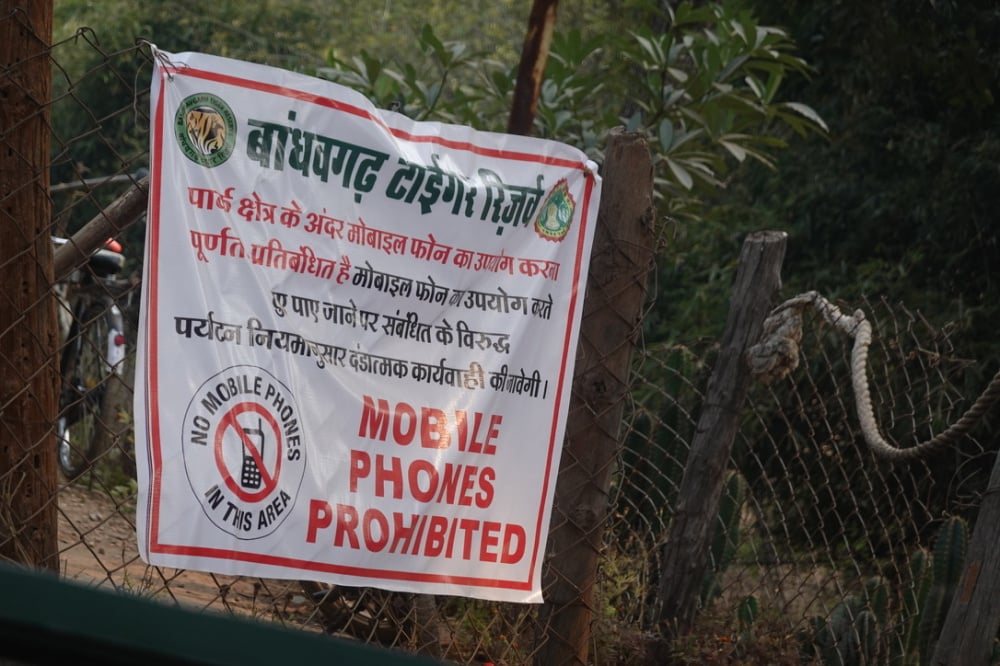 बांधवगढ़ टाईगर रिज़र्व
पार्क क्षेत्र के अंदर मोबाइल फोन का उपयोग करना
पूर्णतः प्रतिबंधित है मोबाइल फोन का उपयोग करते
हुए पाए जाने पर संबंधित के विरुद्ध
पर्यटन नियमानुसार दंडात्मक कार्यवाही की जावेगी।
NO MOBILE PHONES
IN THIS AREA
MOBILE
PHONES
PROHIBITED